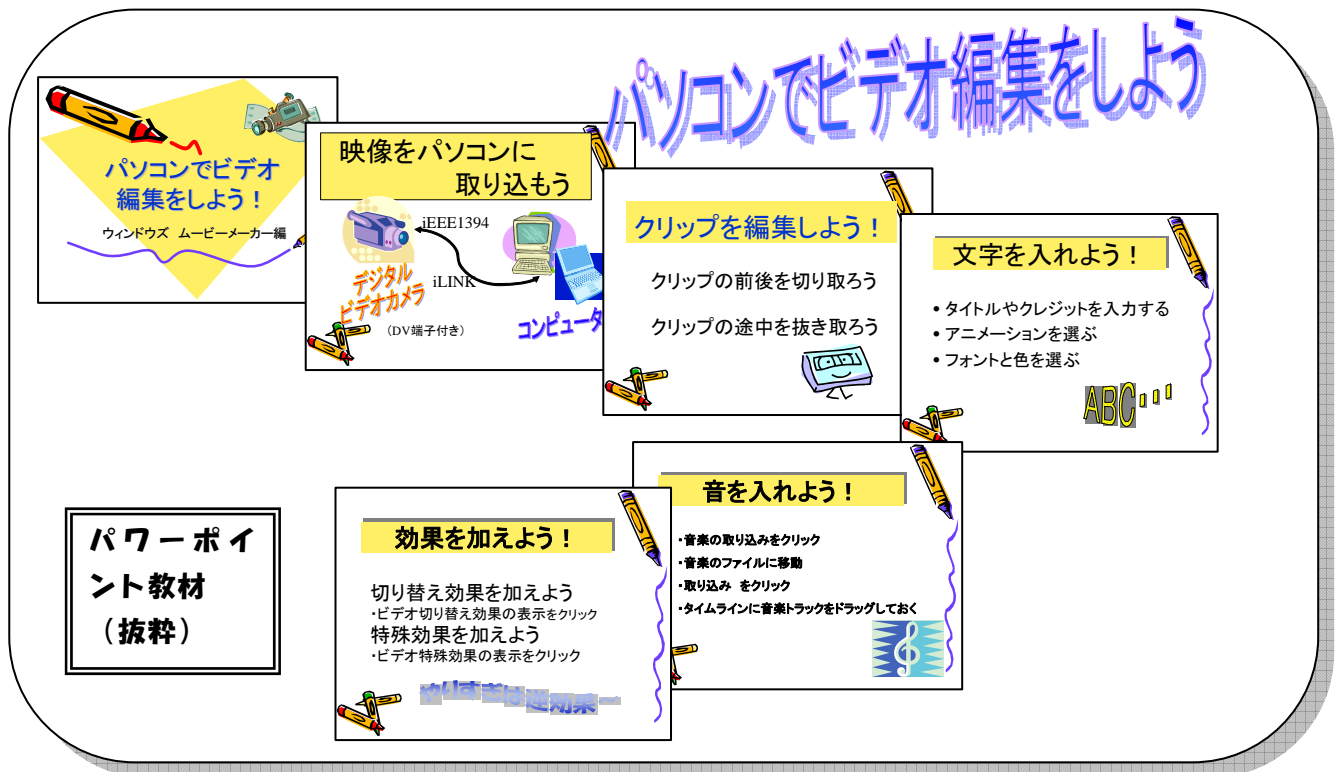 パソコンでビデオ編集をしよう
パソコンでビデオ
編集をしよう！
ウィンドウズ　ムービーメーカー編
映像をパソコンに
取り込もう
iEEE1394
iLINK
デジタル
ビデオカメラ
（DV端子付き）
コンピュータ
クリップを編集しよう！
クリップの前後を切り取ろう
クリップの途中を抜き取ろう
文字を入れよう！
• タイトルやクレジットを入力する
• アニメーションを選ぶ
• フォントと色を選ぶ
ABC
音を入れよう！
・音楽の取り込みをクリック
・音楽のファイルに移動
・取り込み　をクリック
・タイムラインに音楽トラックをドラッグしておく
効果を加えよう！
切り替え効果を加えよう
・ビデオ切り替え効果の表示をクリック
特殊効果を加えよう
・ビデオ特殊効果の表示をクリック
やりすぎは逆効果ー
パワーポイ
ント教材
（抜粋）